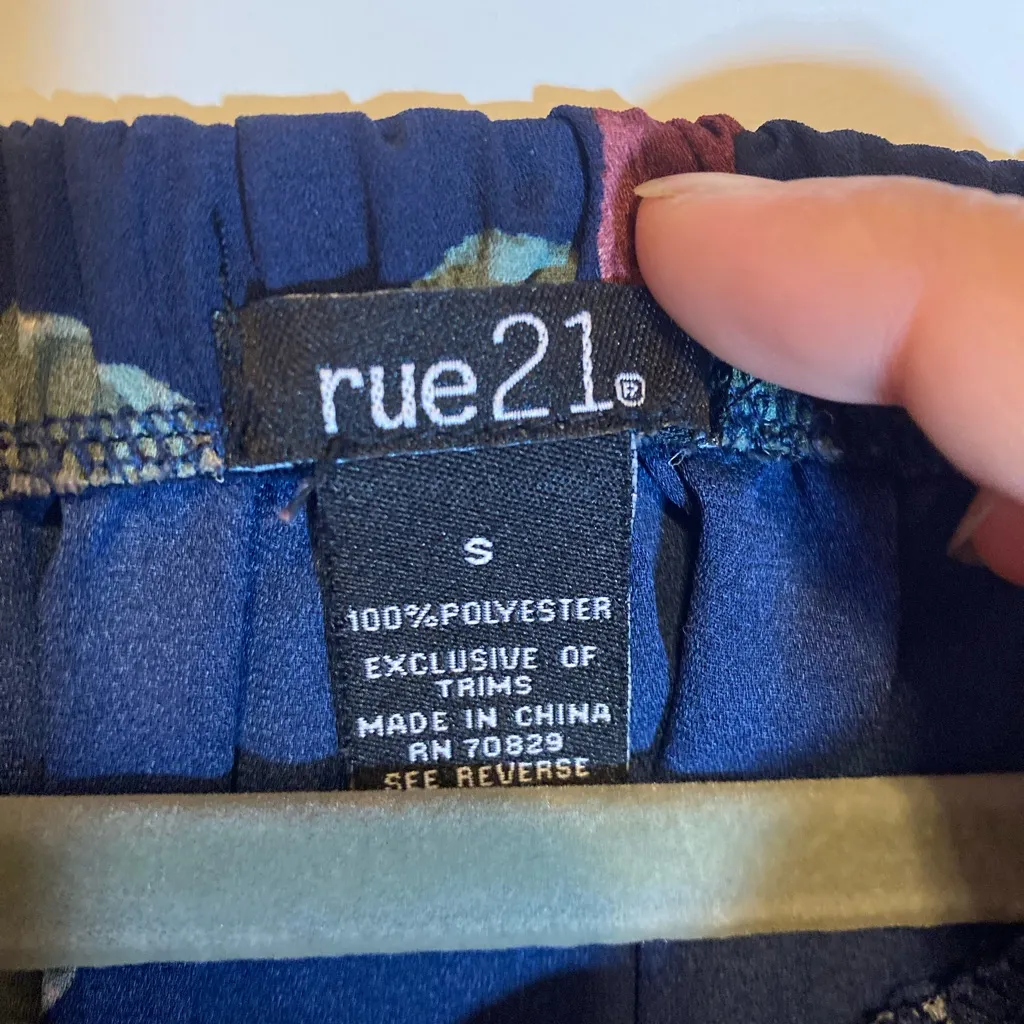 rue21®
S
100%POLYESTER
EXCLUSIVE OF
TRIMS
MADE IN CHINA
RN 70829
SEE REVERSE